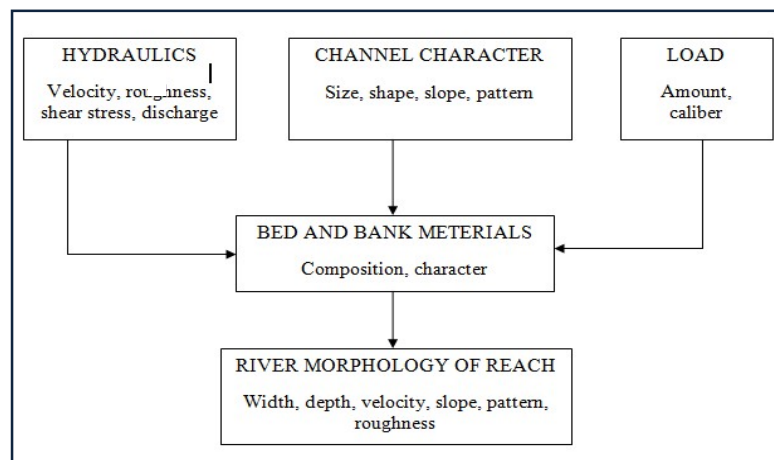 HYDRAULICS
Velocity, roughness,
shear stress, discharge
CHANNEL CHARACTER
Size, shape, slope, pattern
LOAD
Amount,
caliber
BED AND BANK METERIALS
Composition, character
RIVER MORPHOLOGY OF REACH
Width, depth, velocity, slope, pattern,
roughness